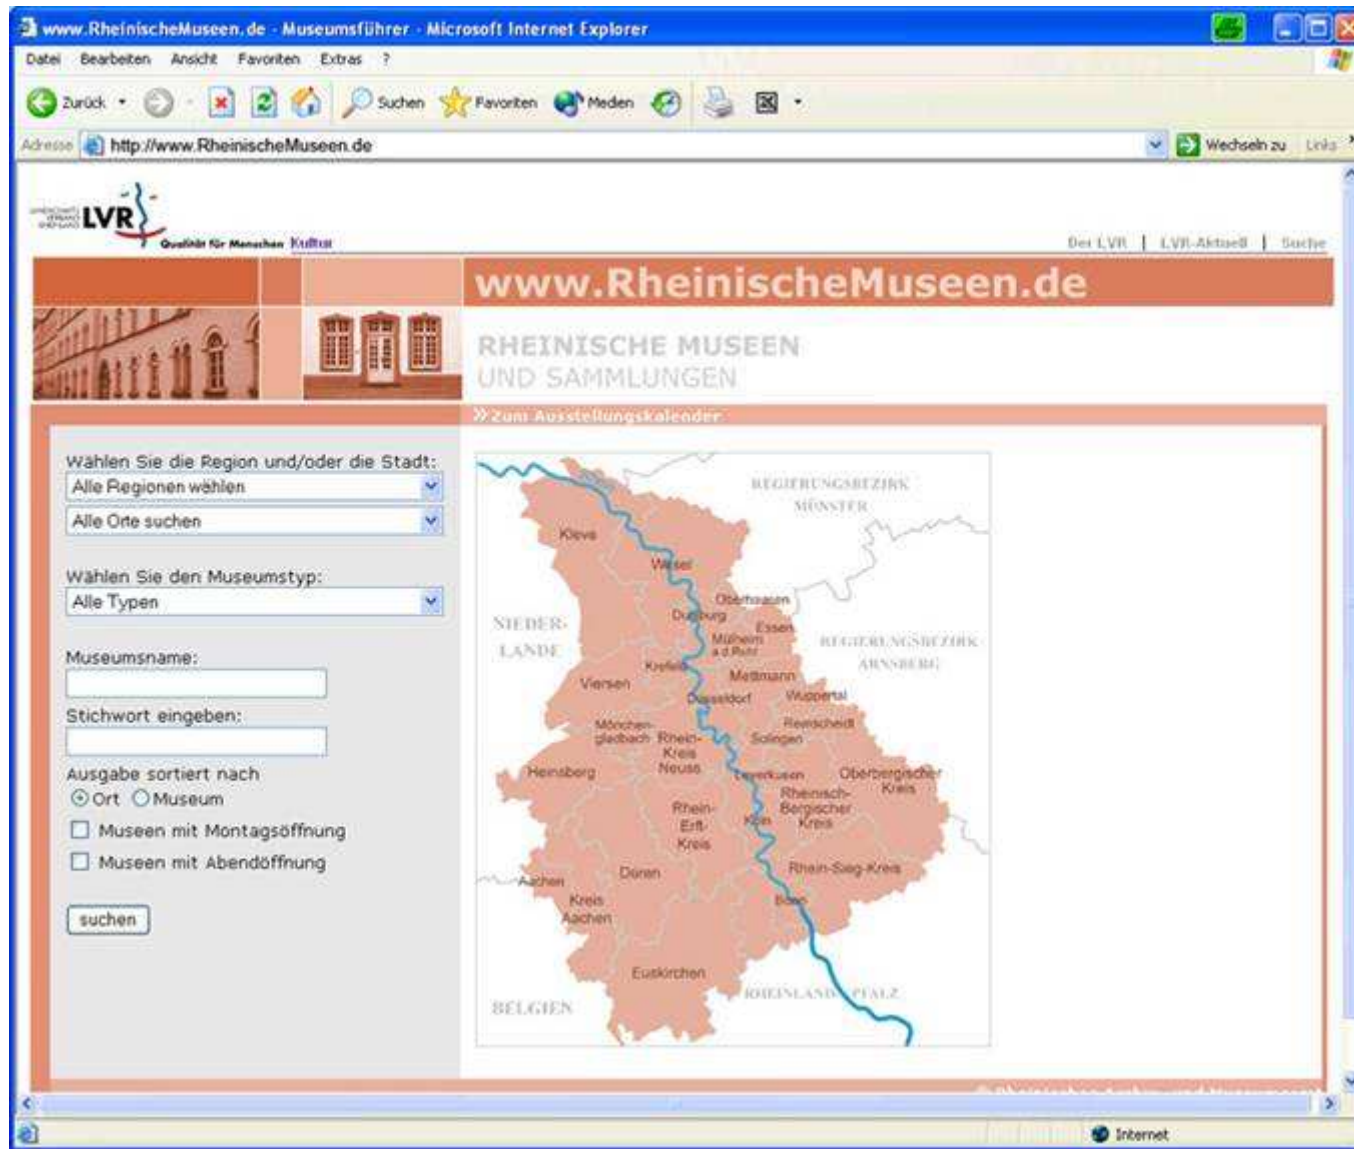 www.RheinischeMuseen.de - Museumsführer - Microsoft Internet Explorer
Datei Bearbeiten Ansicht Favoriten Extras ?
Zurück Suchen Favoriten Medien
Adresse http://www.RheinischeMuseen.de Wechseln zu Links
LVR
Qualität für Menschen Kultur
Der LVR | LVR-Aktuell | Suche
www.RheinischeMuseen.de
RHEINISCHE MUSEEN
UND SAMMLUNGEN
» Zum Ausstellungskalender
Wählen Sie die Region und/oder die Stadt:
Alle Regionen wählen
Alle Orte suchen
Wählen Sie den Museumstyp:
Alle Typen
Museumsname:
Stichwort eingeben:
Ausgabe sortiert nach
Ort Museum
Museen mit Montagsöffnung
Museen mit Abendöffnung
suchen
REGIERUNGSBEZIRK
MÜNSTER
Kleve
Wesel
Oberhausen
Duisburg
Essen
NIEDER-
LANDE
Mülheim
a.d.Ruhr
REGIERUNGSBEZIRK
ARNSBERG
Krefeld
Mettmann
Viersen
Düsseldorf
Wuppertal
Mönchen-
gladbach
Remscheid
Rhein-
Kreis
Neuss
Solingen
Heinsberg
Leverkusen
Oberbergischer
Kreis
Rheinisch-
Bergischer
Kreis
Rhein-
Erft-
Kreis
Köln
Düren
Rhein-Sieg-Kreis
Aachen
Kreis
Aachen
Bonn
Euskirchen
RHEINLAND-PFALZ
BELGIEN
Internet